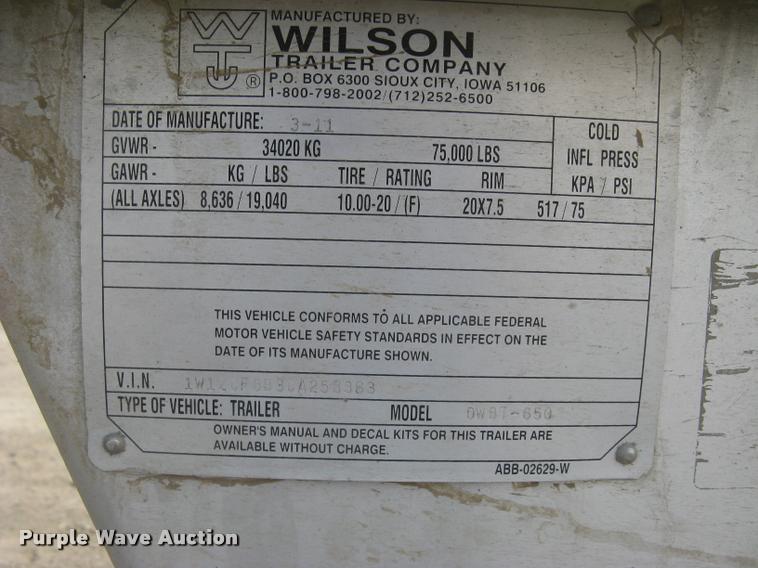 WTC ®
MANUFACTURED BY:
WILSON
TRAILER COMPANY
P.O. BOX 6300 SIOUX CITY, IOWA 51106
1-800-798-2002/(712)252-6500
DATE OF MANUFACTURE: 3-11
COLD
INFL PRESS
KPA / PSI
GVWR - 34020 KG 75,000 LBS
GAWR - KG / LBS TIRE / RATING RIM
(ALL AXLES) 8,636 / 19,040 10.00-20 / (F) 20X7.5 517 / 75
THIS VEHICLE CONFORMS TO ALL APPLICABLE FEDERAL
MOTOR VEHICLE SAFETY STANDARDS IN EFFECT ON THE
DATE OF ITS MANUFACTURE SHOWN.
V.I.N.
TYPE OF VEHICLE: TRAILER MODEL
OWNER'S MANUAL AND DECAL KITS FOR THIS TRAILER ARE
AVAILABLE WITHOUT CHARGE.
ABB-02629-W
Purple Wave Auction